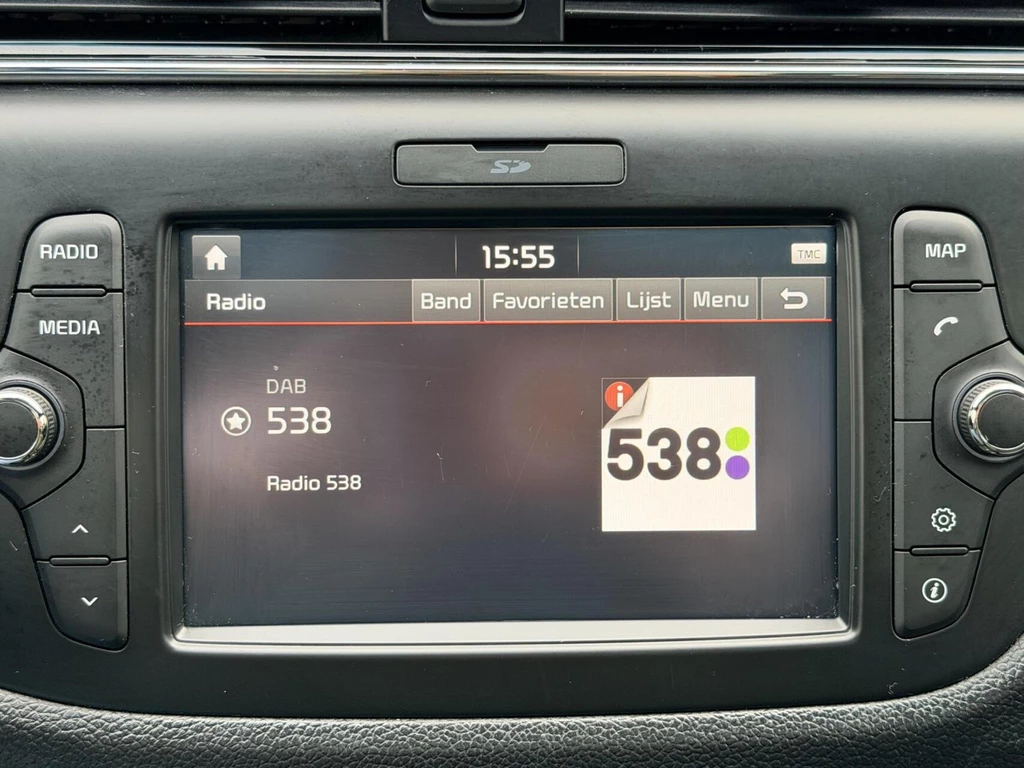 SD
RADIO
MEDIA
15:55
TMC
Radio
Band
Favorieten
Lijst
Menu
DAB
538
Radio 538
i
538
MAP
i